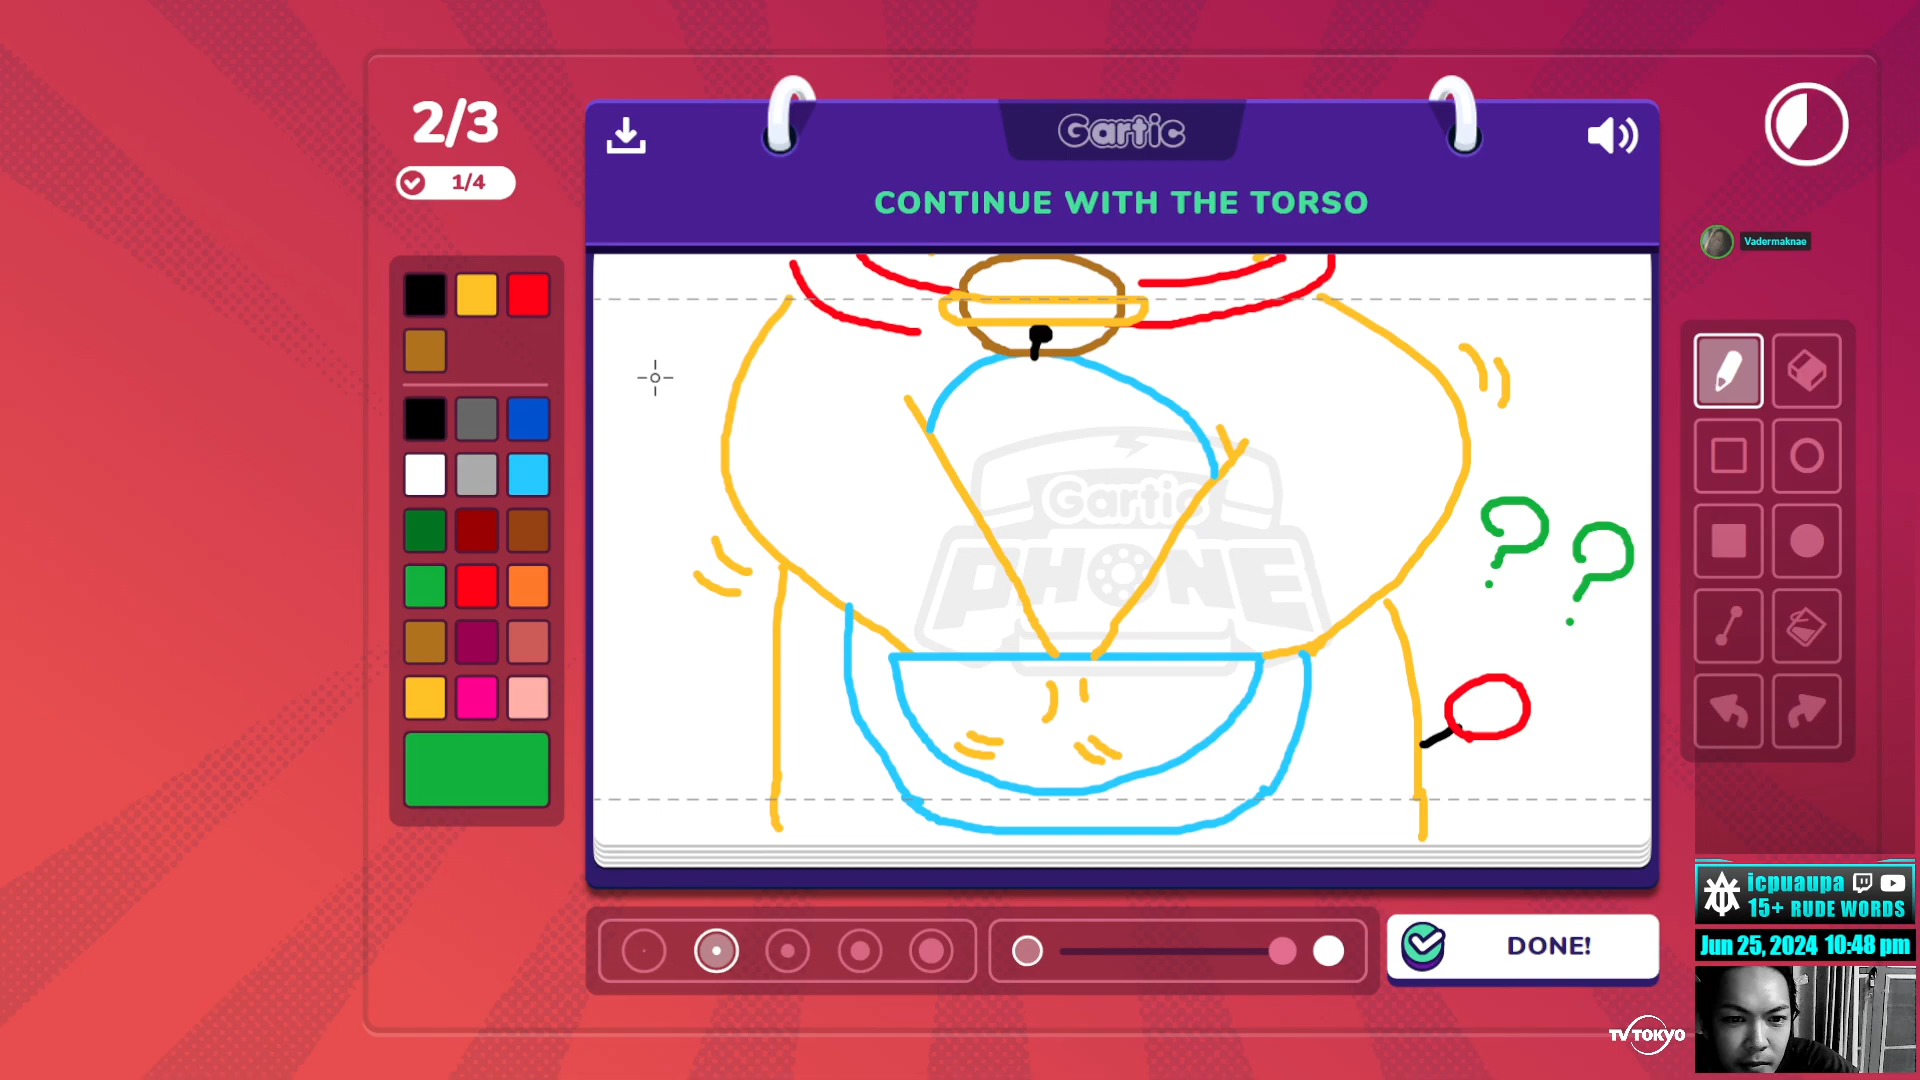 2/3
1/4
Gartic
CONTINUE WITH THE TORSO
Vadermaknae
Gartic
PHONE
DONE!
icpuaupa
15+ RUDE WORDS
Jun 25, 2024 10:48 pm
TV TOKYO